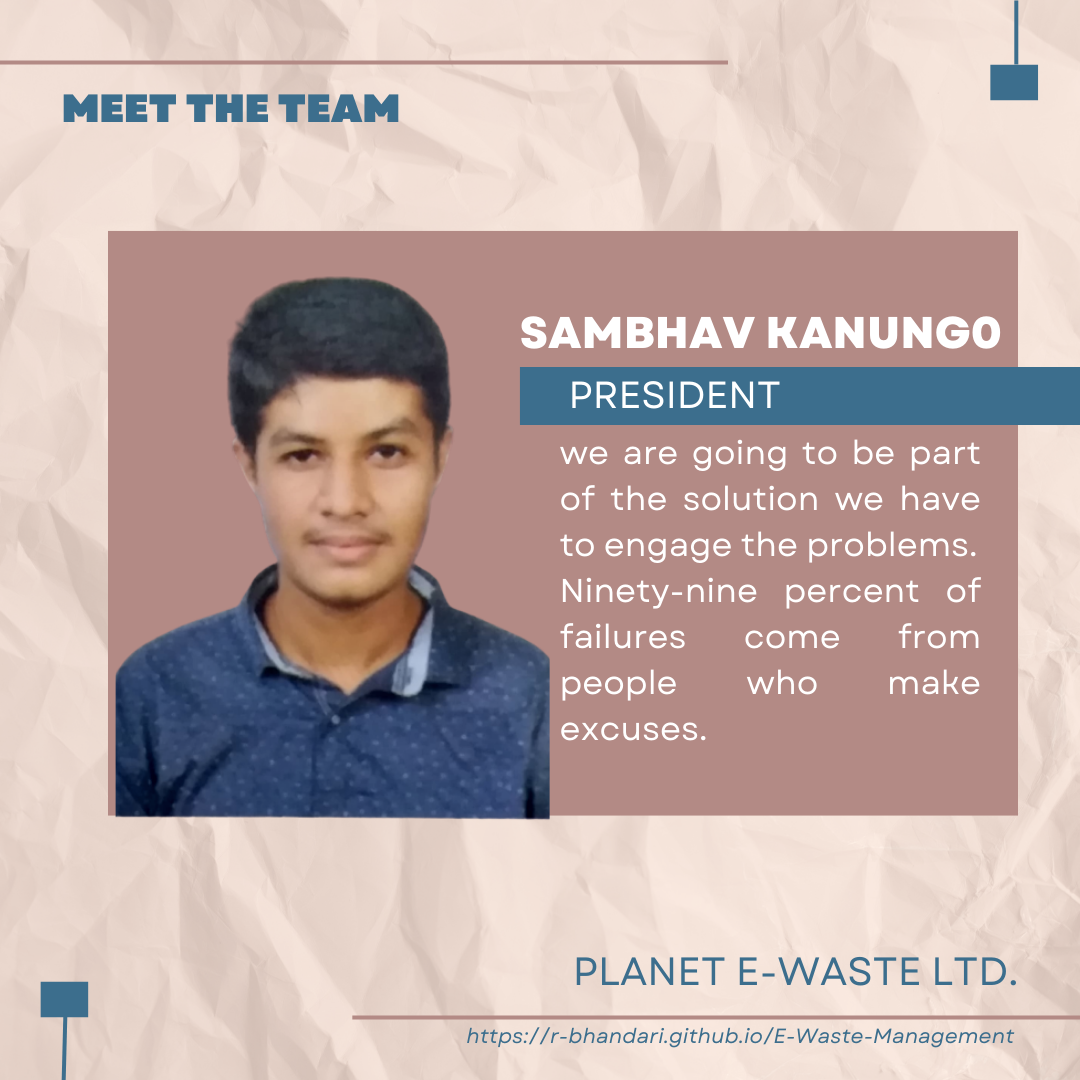 MEET THE TEAM
SAMBHAV KANUNG0
PRESIDENT
we are going to be part
of the solution we have
to engage the problems.
Ninety-nine percent of
failures come from
people who make
excuses.
PLANET E-WASTE LTD.
https://r-bhandari.github.io/E-Waste-Management